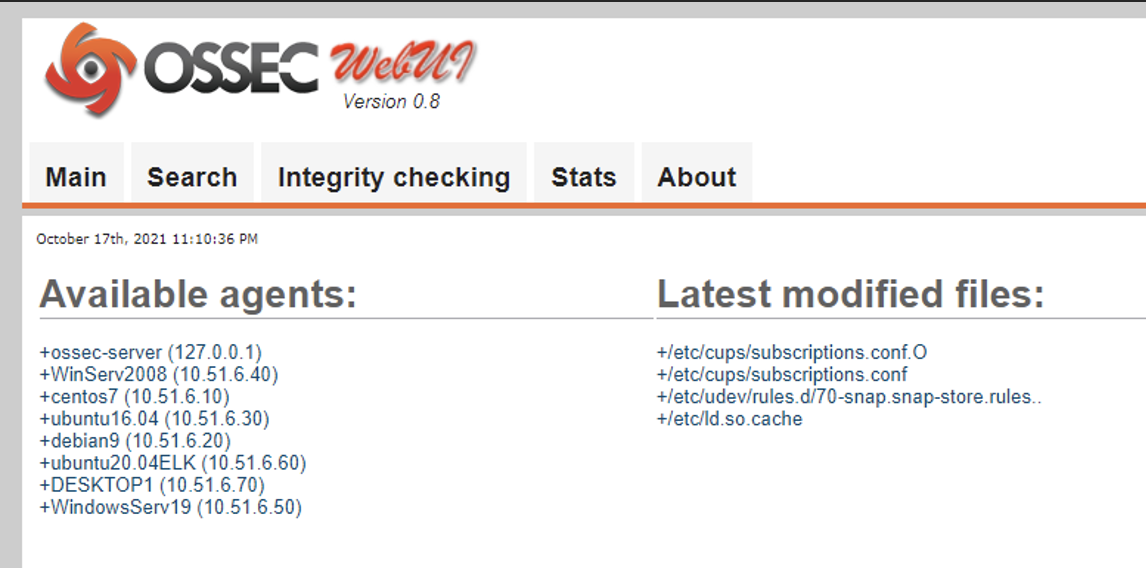 OSSEC WebUI
Version 0.8
Main Search Integrity checking Stats About
October 17th, 2021 11:10:36 PM
Available agents:
+ossec-server (127.0.0.1)
+WinServ2008 (10.51.6.40)
+centos7 (10.51.6.10)
+ubuntu16.04 (10.51.6.30)
+debian9 (10.51.6.20)
+ubuntu20.04ELK (10.51.6.60)
+DESKTOP1 (10.51.6.70)
+WindowsServ19 (10.51.6.50)
Latest modified files:
+/etc/cups/subscriptions.conf.O
+/etc/cups/subscriptions.conf
+/etc/udev/rules.d/70-snap.snap-store.rules..
+/etc/ld.so.cache